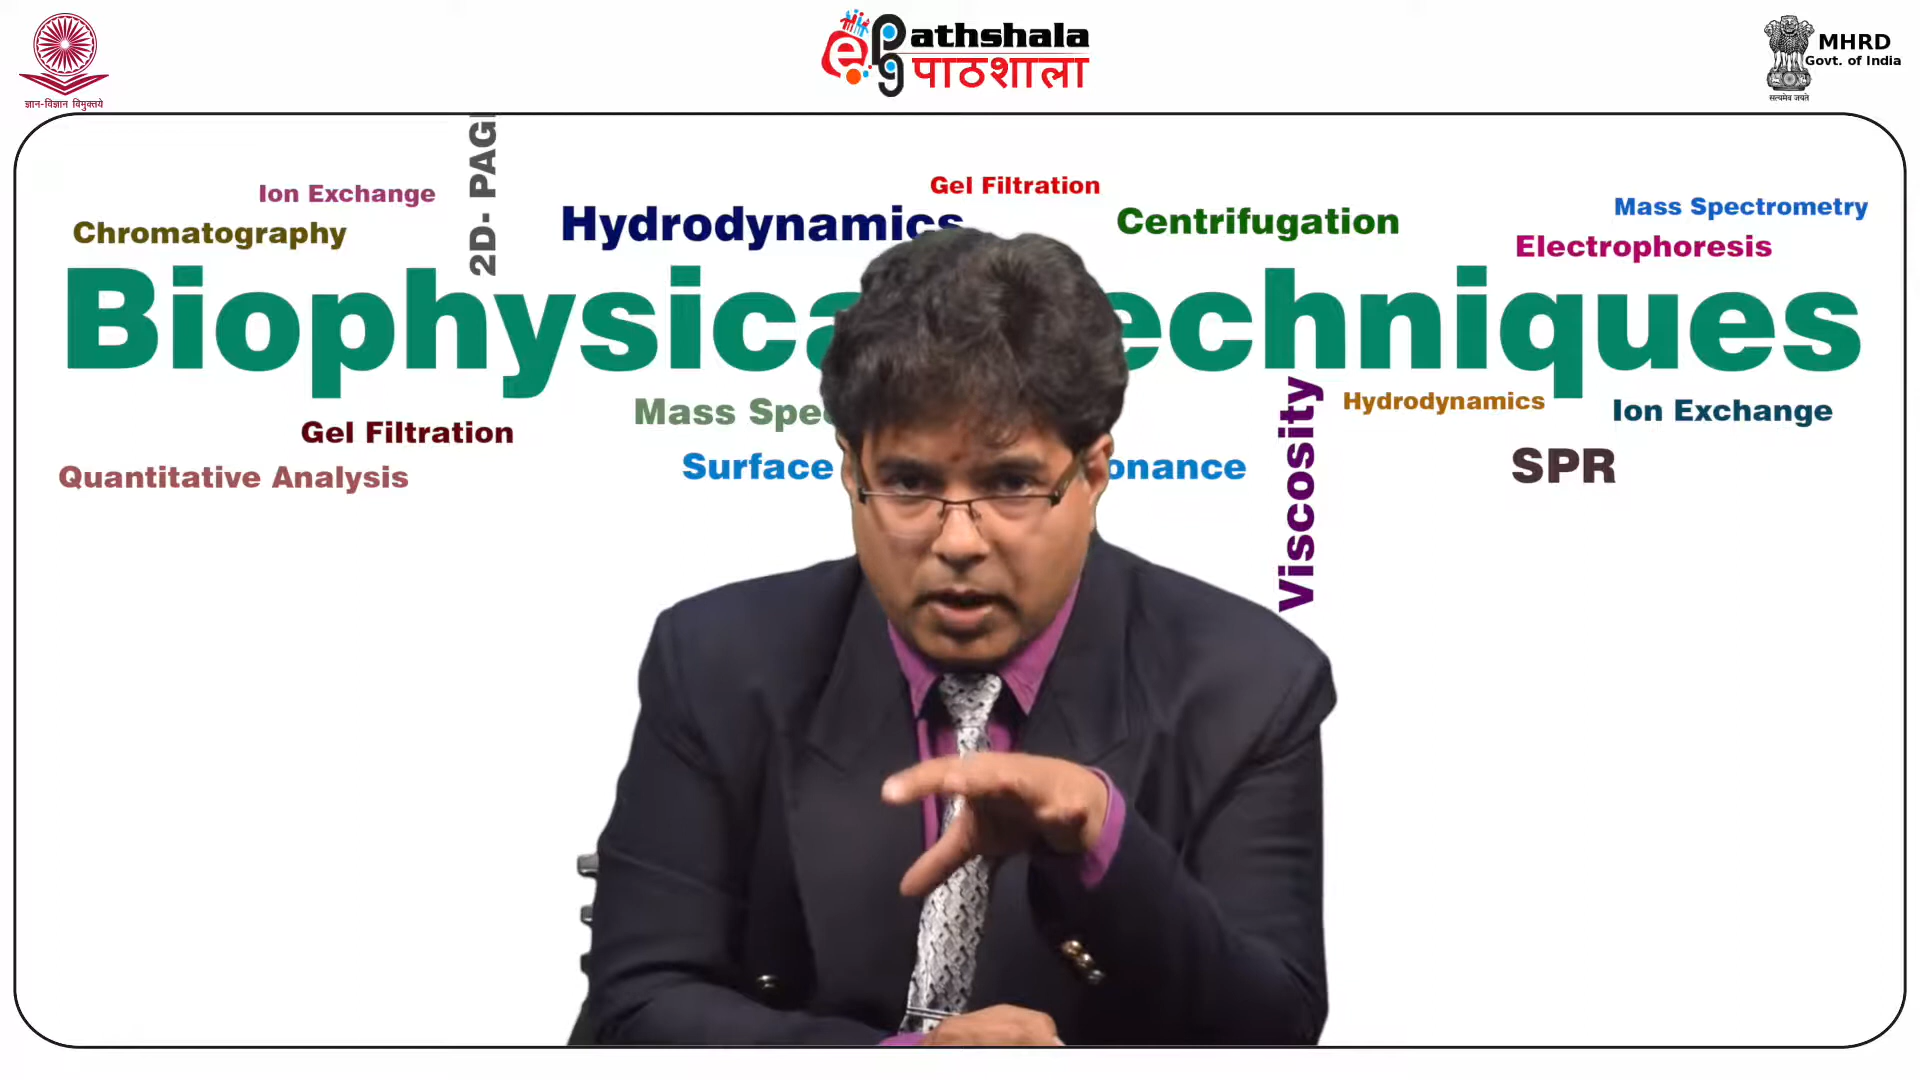 ज्ञान-विज्ञान विमुक्तये
ePG Pathshala
पाठशाला
MHRD
Govt. of India
सत्यमेव जयते
2D- PAG
Ion Exchange
Gel Filtration
Chromatography
Hydrodynamics
Centrifugation
Mass Spectrometry
Electrophoresis
Biophysica echniques
Mass Spe
Viscosity
Hydrodynamics
Ion Exchange
Gel Filtration
Surface onance
SPR
Quantitative Analysis